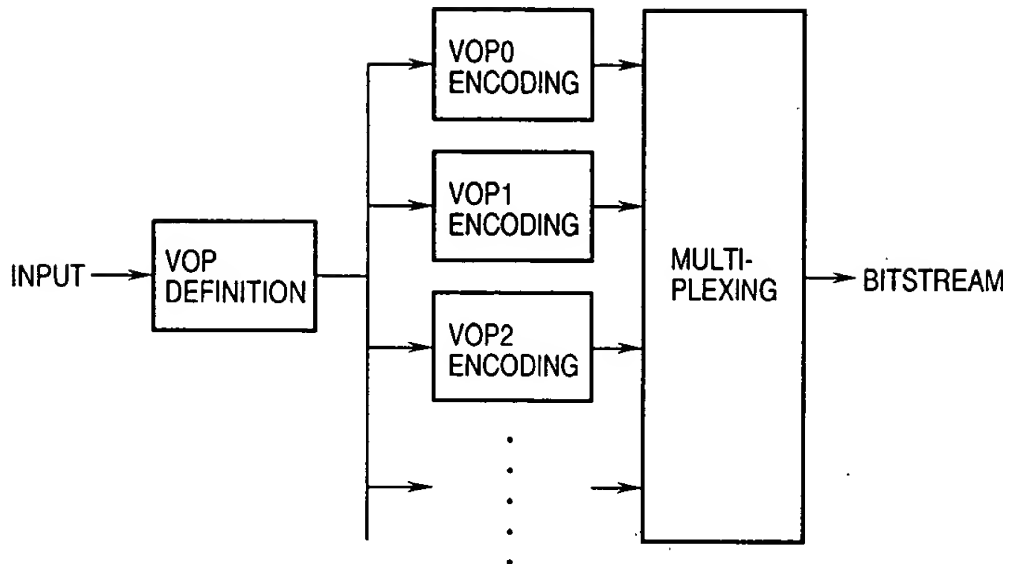 VOP0
ENCODING
VOP1
ENCODING
INPUT
VOP
DEFINITION
MULTI-
PLEXING
BITSTREAM
VOP2
ENCODING